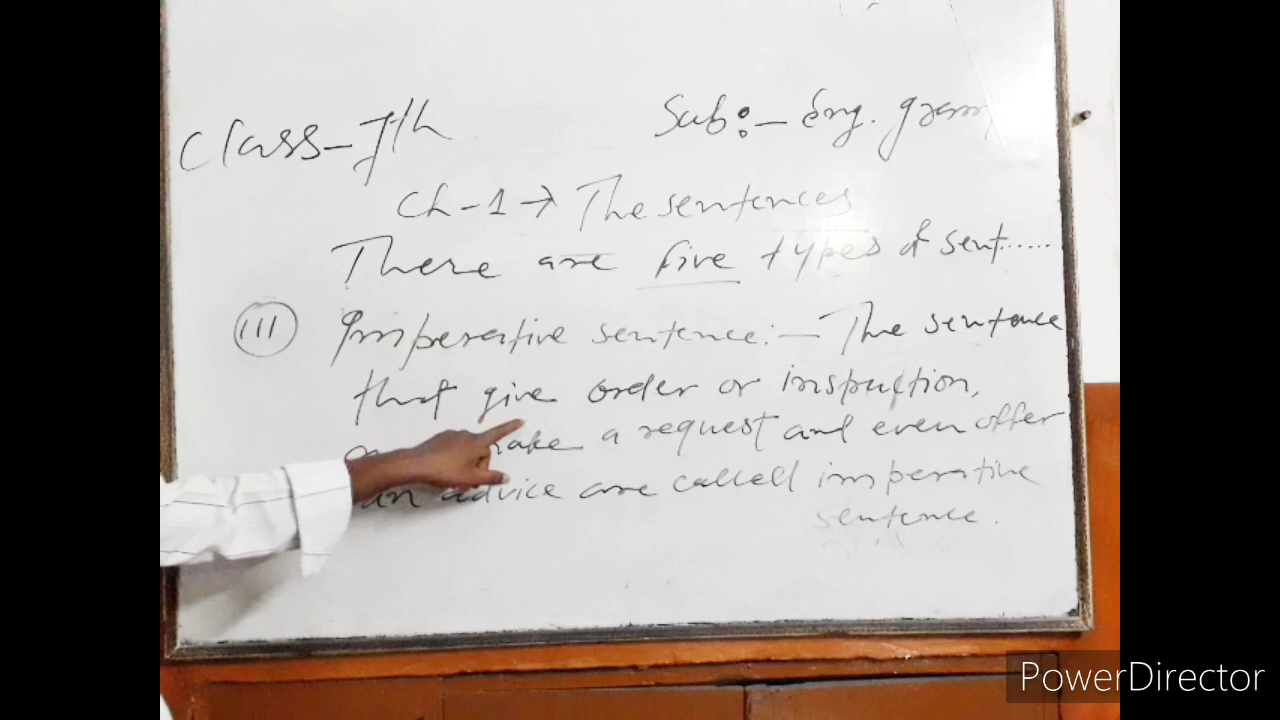 Class - 7th
Sub :- Eng. gram
Ch - 1 → The sentences
There are five types of sent......
(III) Imperative sentence :- The sentence
that give order or instruction,
make a request and even offer
an advice are called imperative
sentence.
PowerDirector